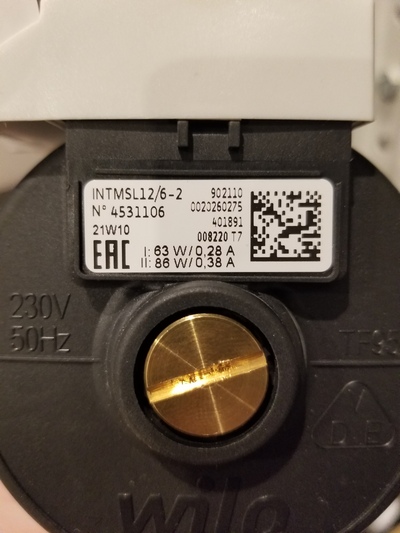 INTMSL12/6-2 902110
N° 4531106 0020260275
21W10 401891
008220 T7
EAC I: 63 W/0,28 A
II: 86 W/0,38 A
230V
50Hz
TF95
D.E
wilo